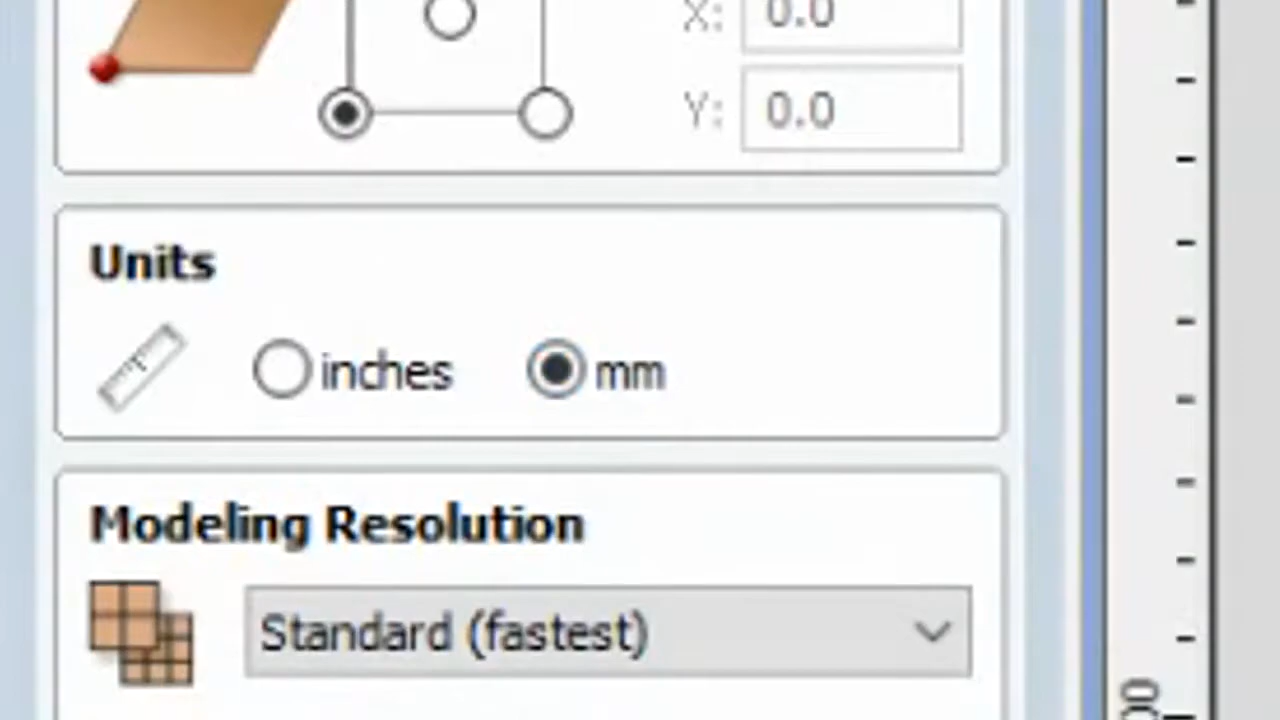 X: 0.0
Y: 0.0
Units
inches mm
Modeling Resolution
Standard (fastest)